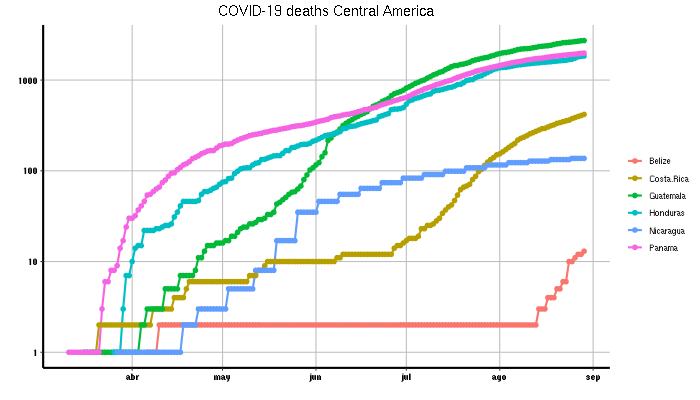 COVID-19 deaths Central America
1000
100
10
1
abr may jun jul ago sep
Belize
Costa.Rica
Guatemala
Honduras
Nicaragua
Panama